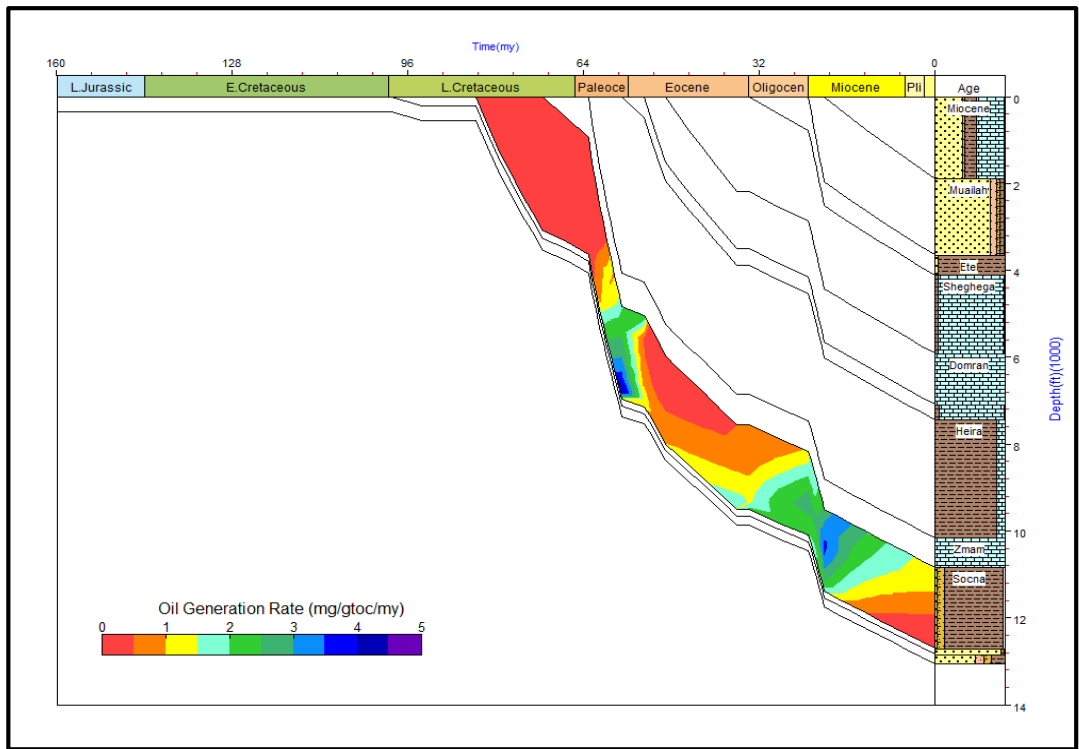 Time(my)
160 128 96 64 32 0
L.Jurassic E.Cretaceous L.Cretaceous Paleoce Eocene Oligocen Miocene Pli Age
0
Miocene
2
Muailah
4
Ete
Sheghega
6
Domran
8
Heira
10
Zmam
Socna
12
14
Depth(ft)(1000)
Oil Generation Rate (mg/gtoc/my)
0 1 2 3 4 5